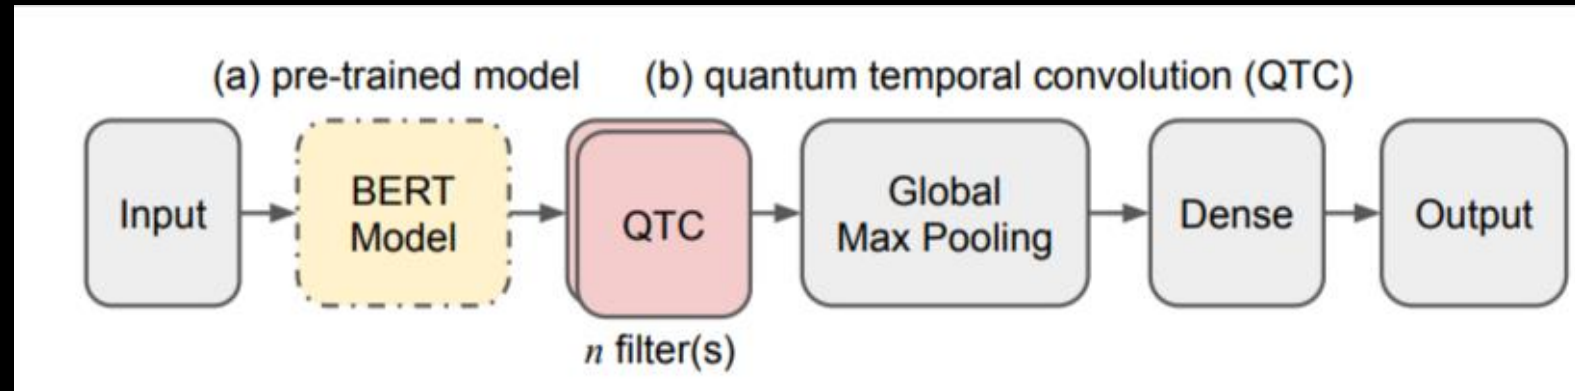 (a) pre-trained model
(b) quantum temporal convolution (QTC)
Input
BERT
Model
QTC
Global
Max Pooling
Dense
Output
n filter(s)